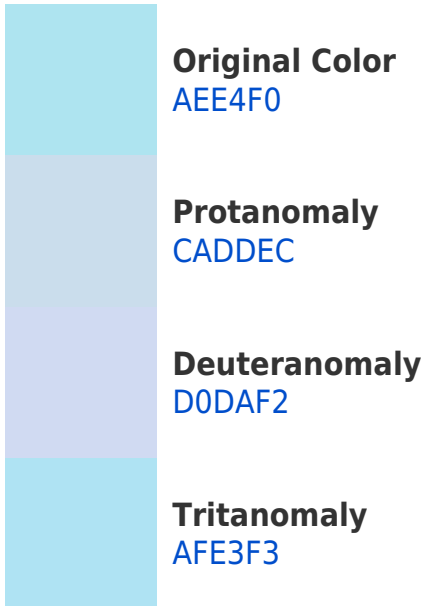 Original Color
AEE4F0
Protanomaly
CADDEC
Deuteranomaly
D0DAF2
Tritanomaly
AFE3F3